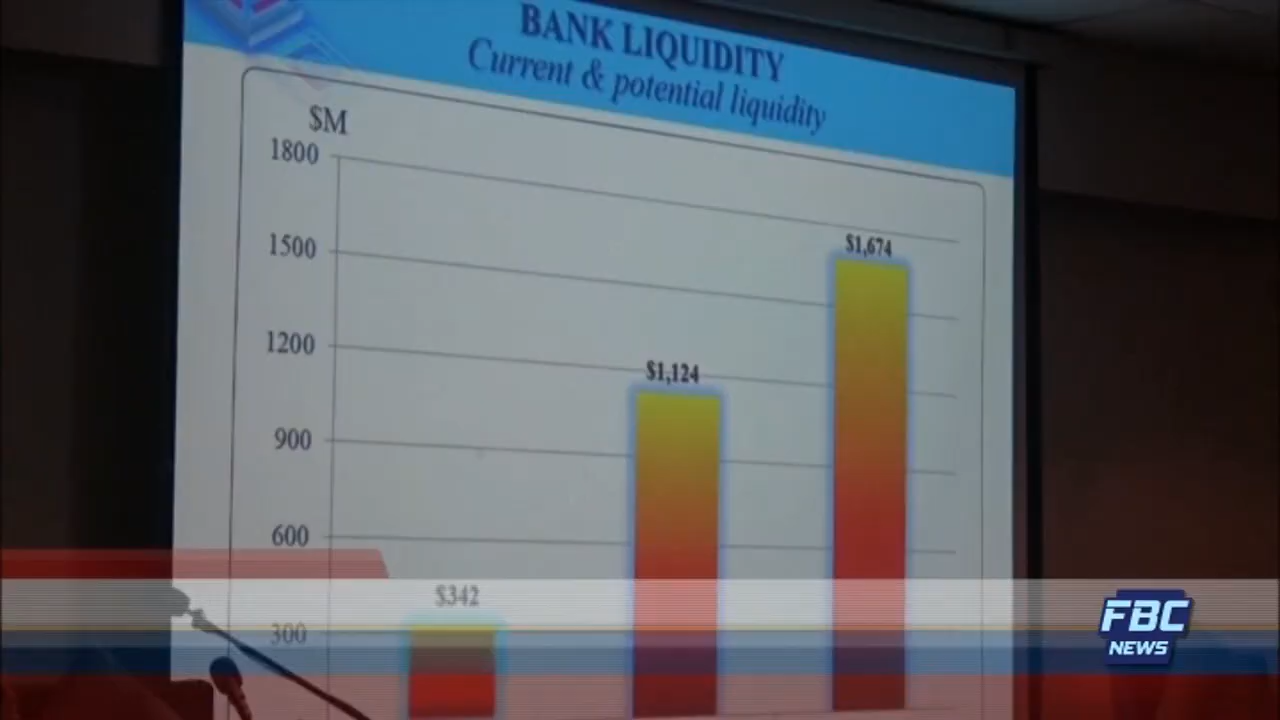 BANK LIQUIDITY
Current & potential liquidity
$M
1800
1500
1200
900
600
300
$342
$1,124
$1,674
FBC
NEWS